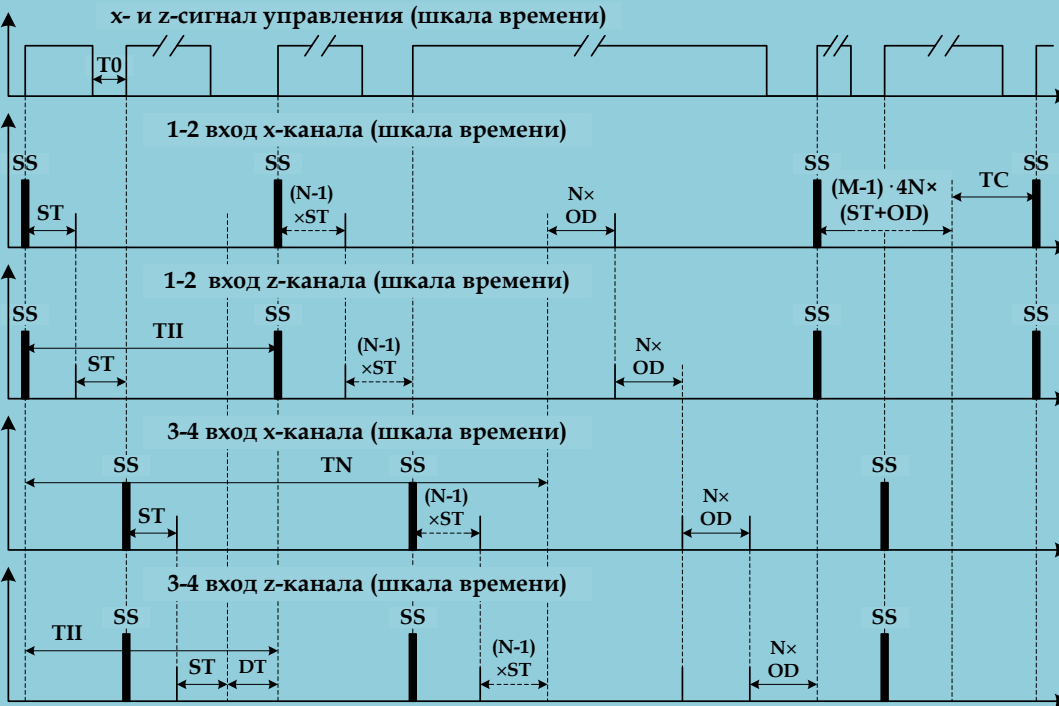 x- и z-сигнал управления (шкала времени)
T0
1-2 вход x-канала (шкала времени)
SS SS SS SS
ST
(N-1)
×ST
N×
OD
(M-1) ·4N×
(ST+OD)
TC
1-2 вход z-канала (шкала времени)
SS SS SS SS
TII
ST
(N-1)
×ST
N×
OD
3-4 вход x-канала (шкала времени)
SS SS SS
TN
ST
(N-1)
×ST
N×
OD
3-4 вход z-канала (шкала времени)
SS SS SS
TII
ST
DT
(N-1)
×ST
N×
OD